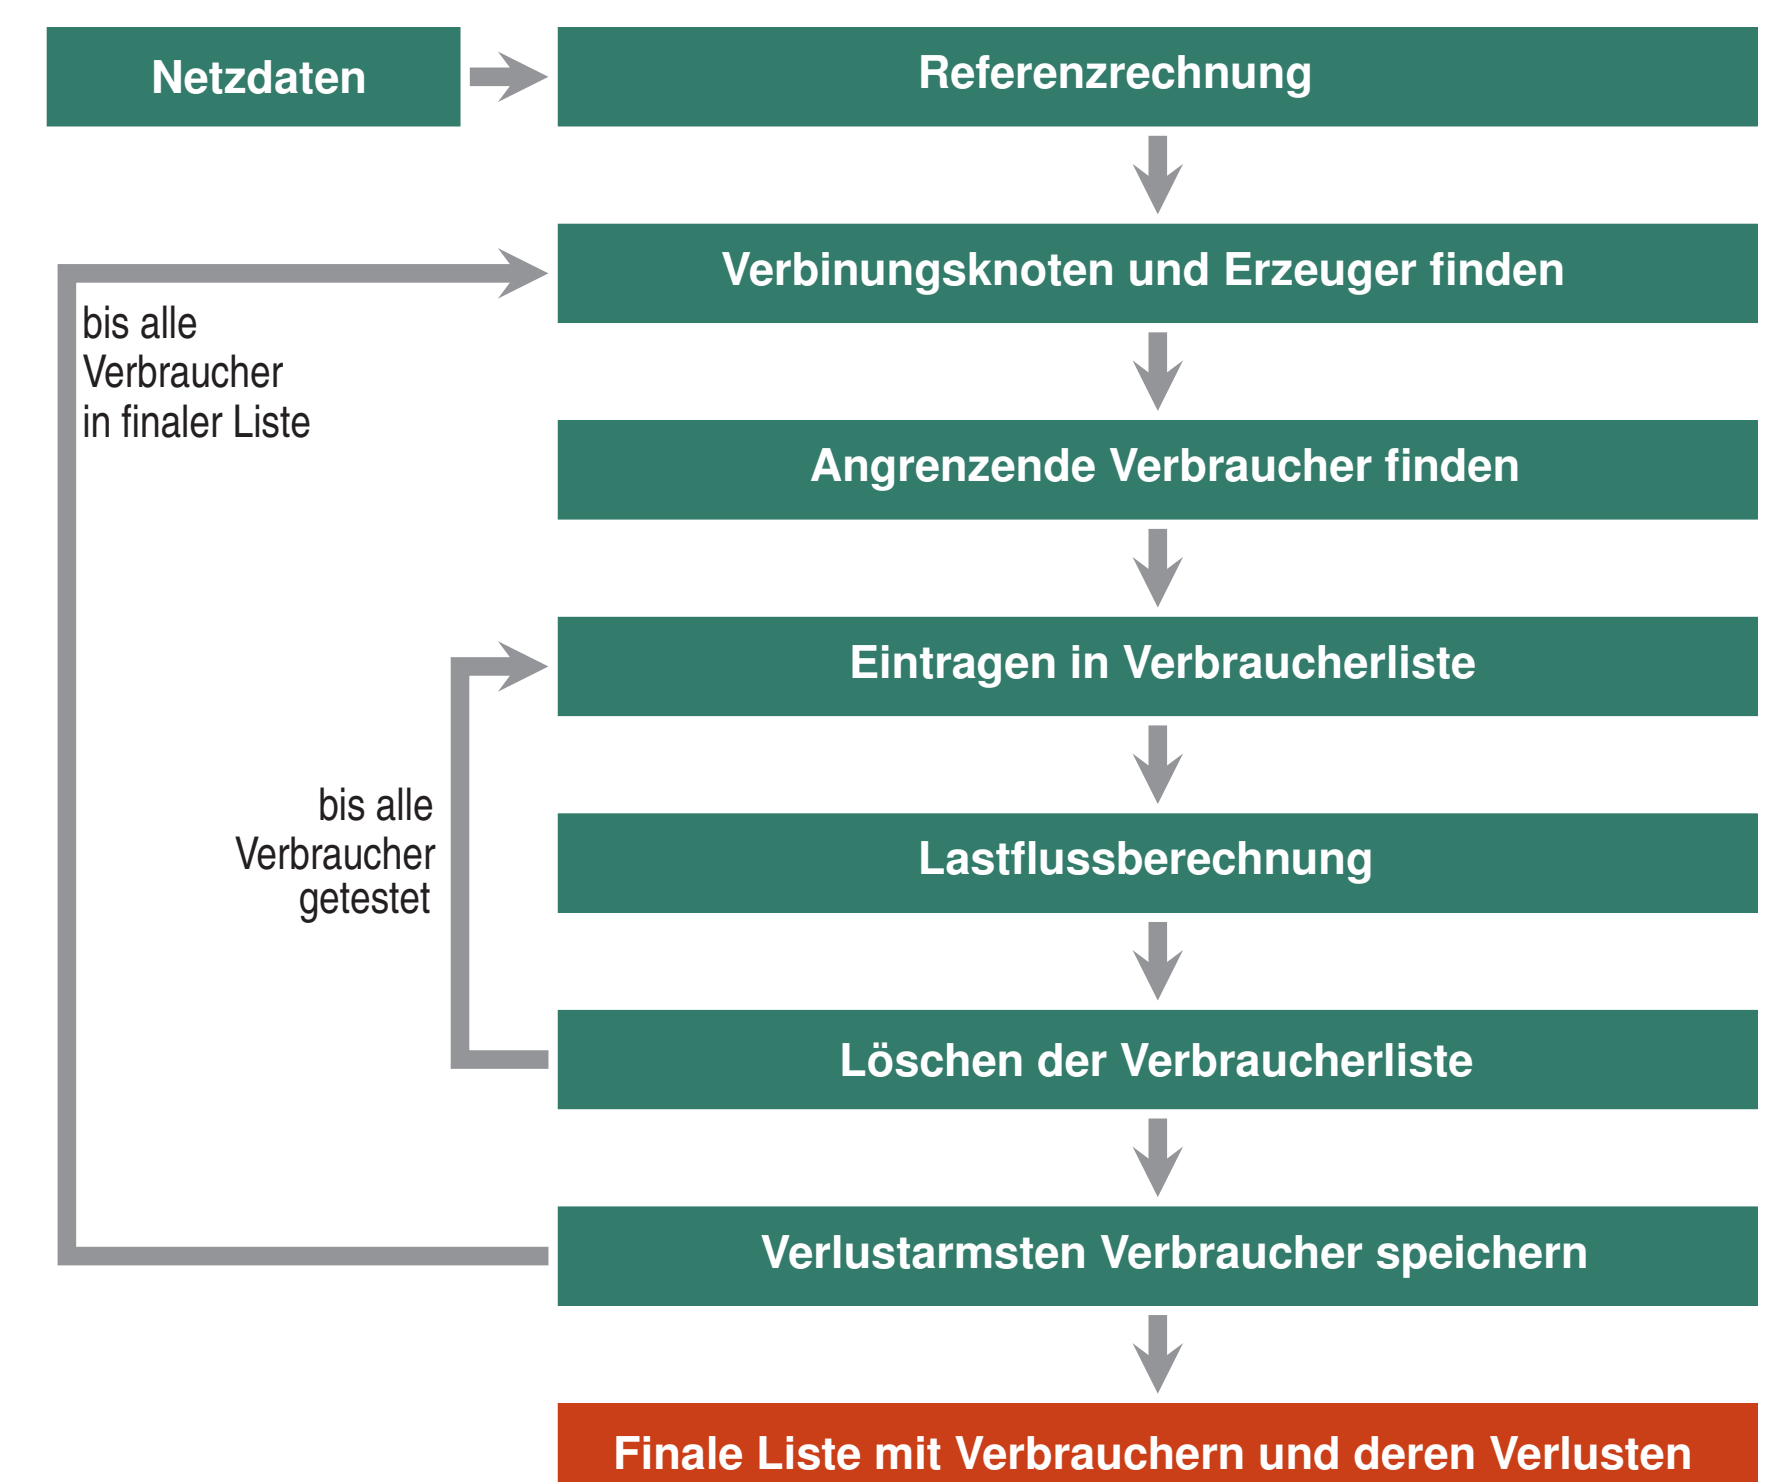 Netzdaten
Referenzrechnung
Verbinungsknoten und Erzeuger finden
bis alle
Verbraucher
in finaler Liste
Angrenzende Verbraucher finden
Eintragen in Verbraucherliste
bis alle
Verbraucher
getestet
Lastflussberechnung
Löschen der Verbraucherliste
Verlustarmsten Verbraucher speichern
Finale Liste mit Verbrauchern und deren Verlusten